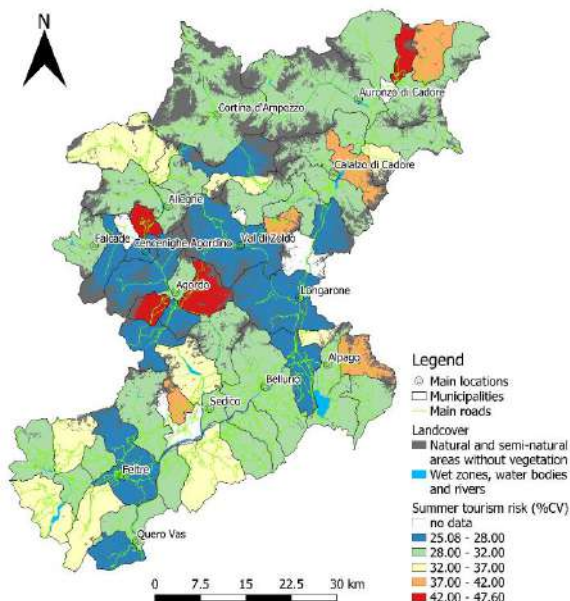 N
Auronzo di Cadore
Cortina d'Ampezzo
Calalzo di Cadore
Alleghe
Falcade
Cencenighe Agordino
Val di Zoldo
Agordo
Longarone
Alpago
Belluno
Sedico
Feltre
Quero Vas
Legend
Main locations
Municipalities
Main roads
Landcover
Natural and semi-natural
areas without vegetation
Wet zones, water bodies
and rivers
Summer tourism risk (%CV)
no data
25.08 - 28.00
28.00 - 32.00
32.00 - 37.00
37.00 - 42.00
42.00 - 47.60
0 7.5 15 22.5 30 km